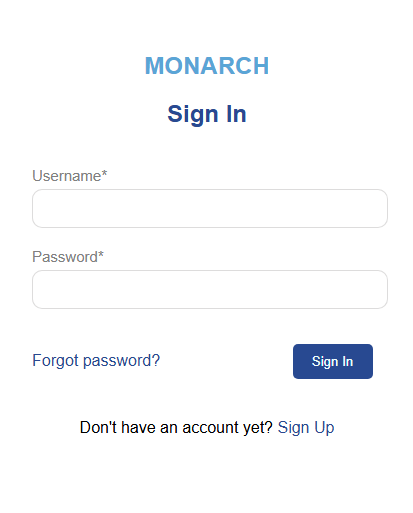 MONARCH
Sign In
Username*
Password*
Forgot password?
Sign In
Don't have an account yet? Sign Up